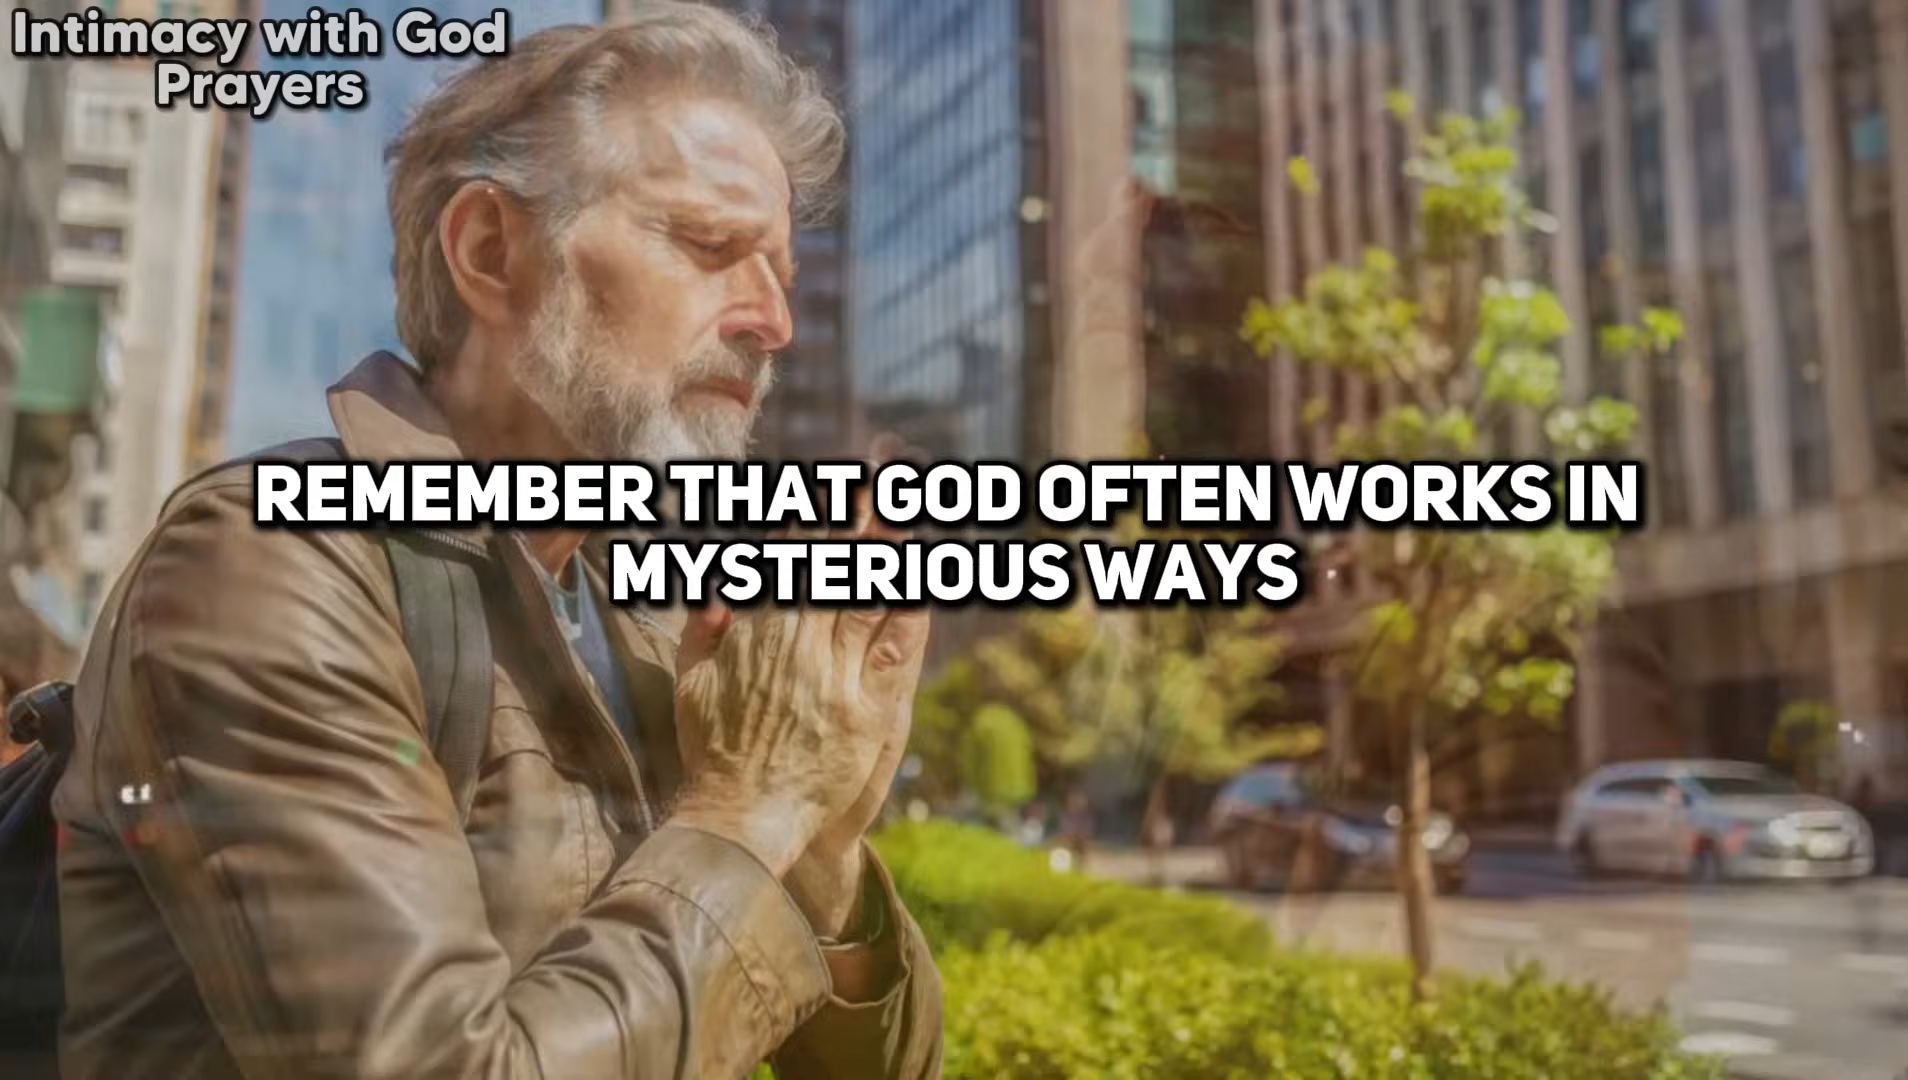 Intimacy with God
Prayers
REMEMBER THAT GOD OFTEN WORKS IN
MYSTERIOUS WAYS